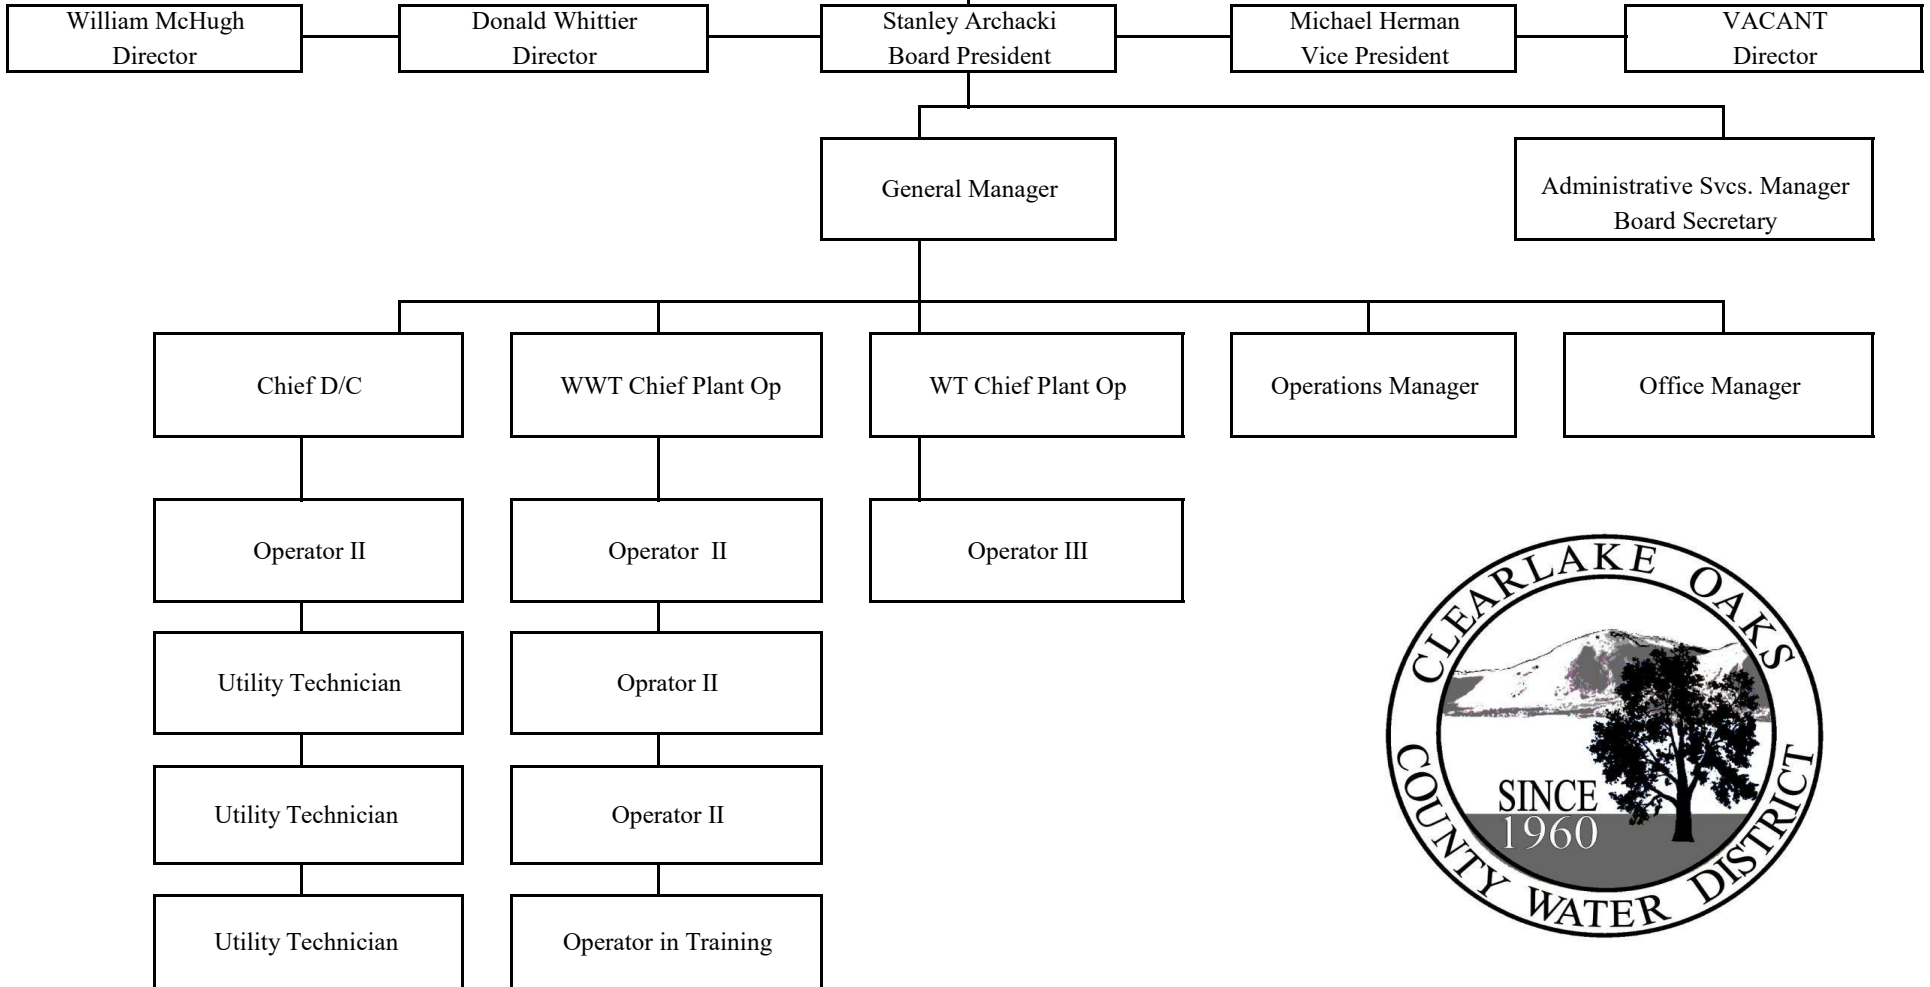 William McHugh
Director
Donald Whittier
Director
Stanley Archacki
Board President
Michael Herman
Vice President
VACANT
Director
General Manager
Administrative Svcs. Manager
Board Secretary
Chief D/C
WWT Chief Plant Op
WT Chief Plant Op
Operations Manager
Office Manager
Operator II
Operator  II
Operator III
Utility Technician
Oprator II
Utility Technician
Operator II
Utility Technician
Operator in Training
CLEARLAKE OAKS
COUNTY WATER DISTRICT
SINCE
1960